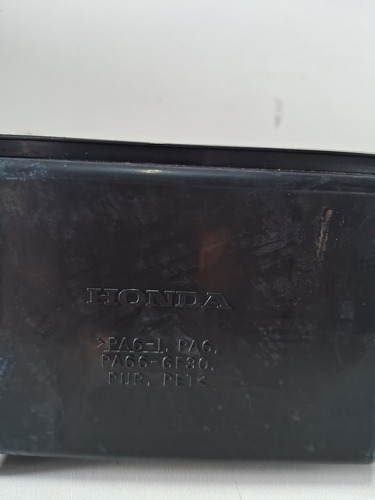 HONDA
>PA6-I, PA6,
PA66-GF30,
PUR, PET<